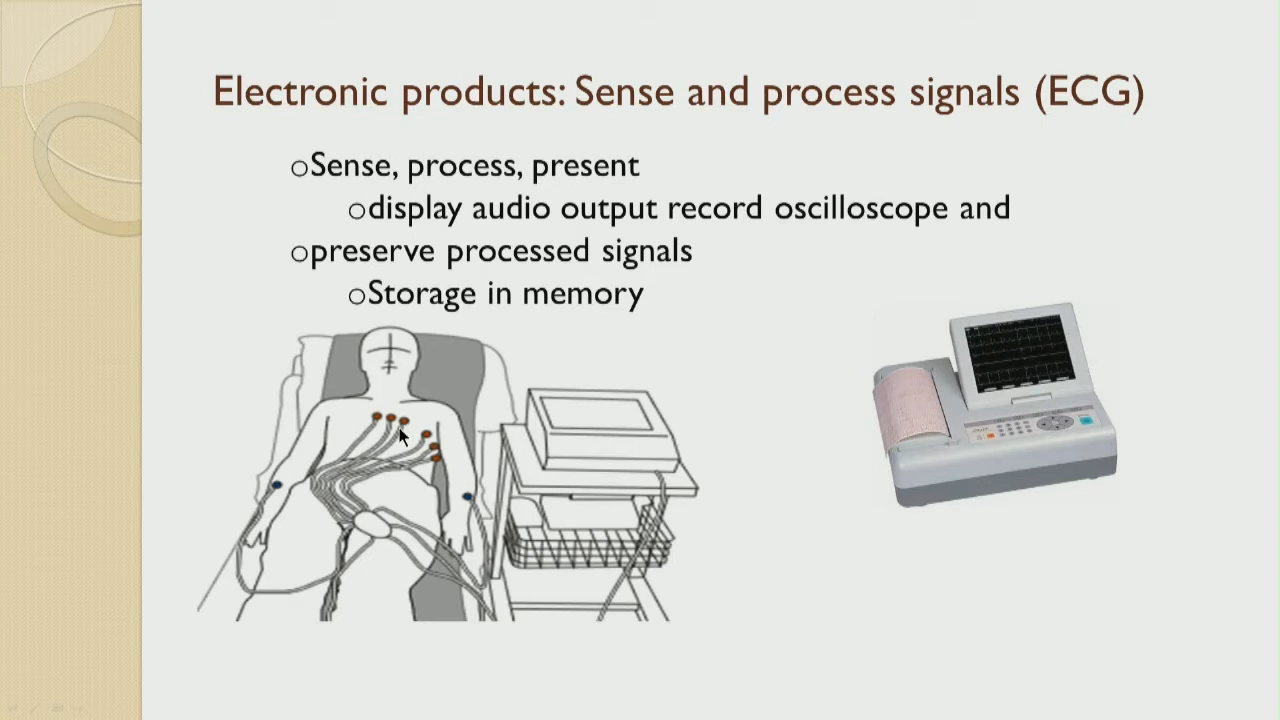 Electronic products: Sense and process signals (ECG)
oSense, process, present
odisplay audio output record oscilloscope and
opreserve processed signals
oStorage in memory